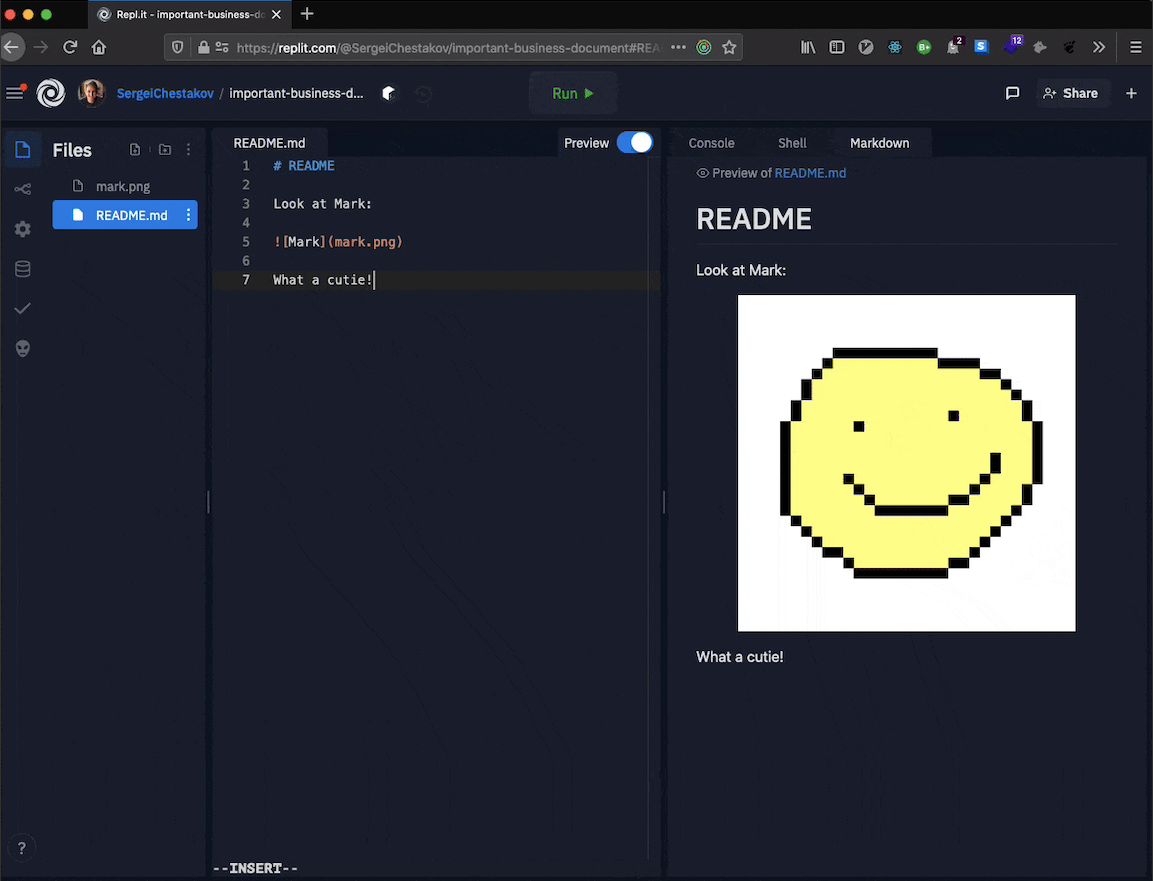 Repl.it - important-business-do
https://replit.com/@SergeiChestakov/important-business-document#REA
2
12
SergeiChestakov / important-business-d...
Run
Share
Files
mark.png
README.md
README.md
Preview
1 # README
2
3 Look at Mark:
4
5 ![Mark](mark.png)
6
7 What a cutie!
--INSERT--
Console
Shell
Markdown
Preview of README.md
README
Look at Mark:
What a cutie!
?